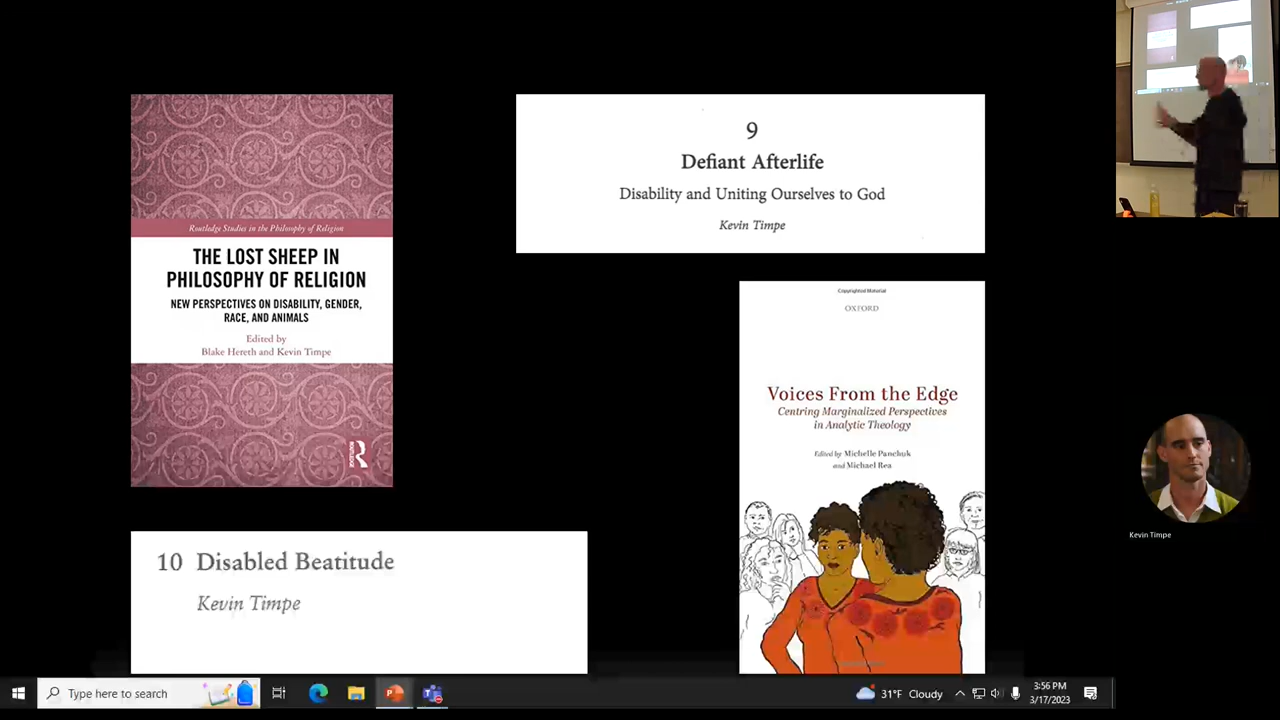 Routledge Studies in the Philosophy of Religion
THE LOST SHEEP IN
PHILOSOPHY OF RELIGION
NEW PERSPECTIVES ON DISABILITY, GENDER,
RACE, AND ANIMALS
Edited by
Blake Hereth and Kevin Timpe
R
ROUTLEDGE
10 Disabled Beatitude
Kevin Timpe
9
Defiant Afterlife
Disability and Uniting Ourselves to God
Kevin Timpe
Copyrighted Material
OXFORD
Voices From the Edge
Centring Marginalized Perspectives
in Analytic Theology
Edited by Michelle Panchuk
and Michael Rea
Kevin Timpe
Type here to search
31°F Cloudy
3:56 PM
3/17/2023